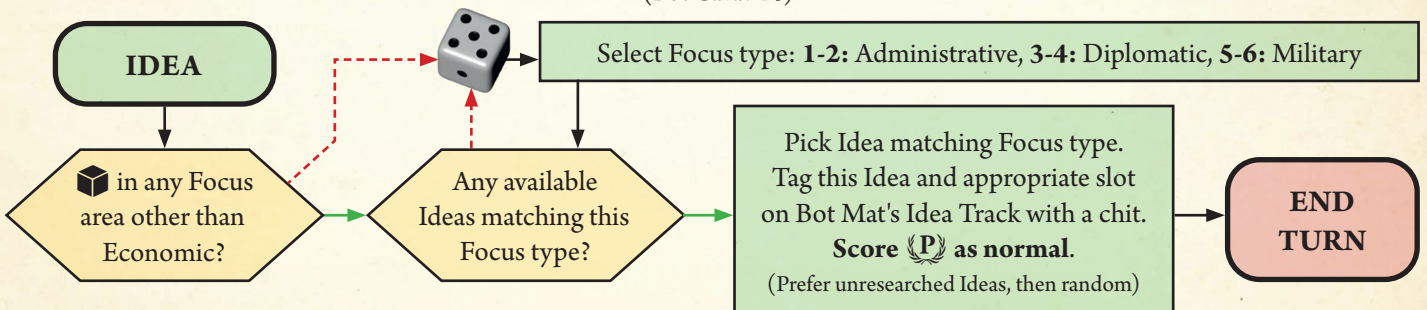 IDEA
Select Focus type: 1-2: Administrative, 3-4: Diplomatic, 5-6: Military
in any Focus
area other than
Economic?
Any available
Ideas matching this
Focus type?
Pick Idea matching Focus type.
Tag this Idea and appropriate slot
on Bot Mat's Idea Track with a chit.
Score P as normal.
(Prefer unresearched Ideas, then random)
END
TURN